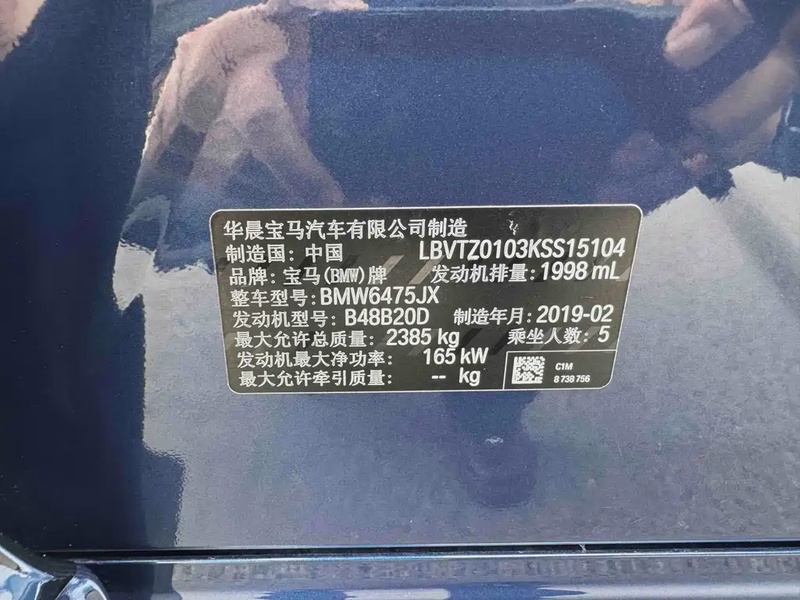 华晨宝马汽车有限公司制造
制造国: 中国 LBVTZ0103KSS15104
品牌: 宝马(BMW)牌 发动机排量: 1998 mL
整车型号: BMW6475JX
发动机型号: B48B20D 制造年月: 2019-02
最大允许总质量: 2385 kg 乘坐人数: 5
发动机最大净功率: 165 kW
最大允许牵引质量: -- kg
C1M
8 738 756